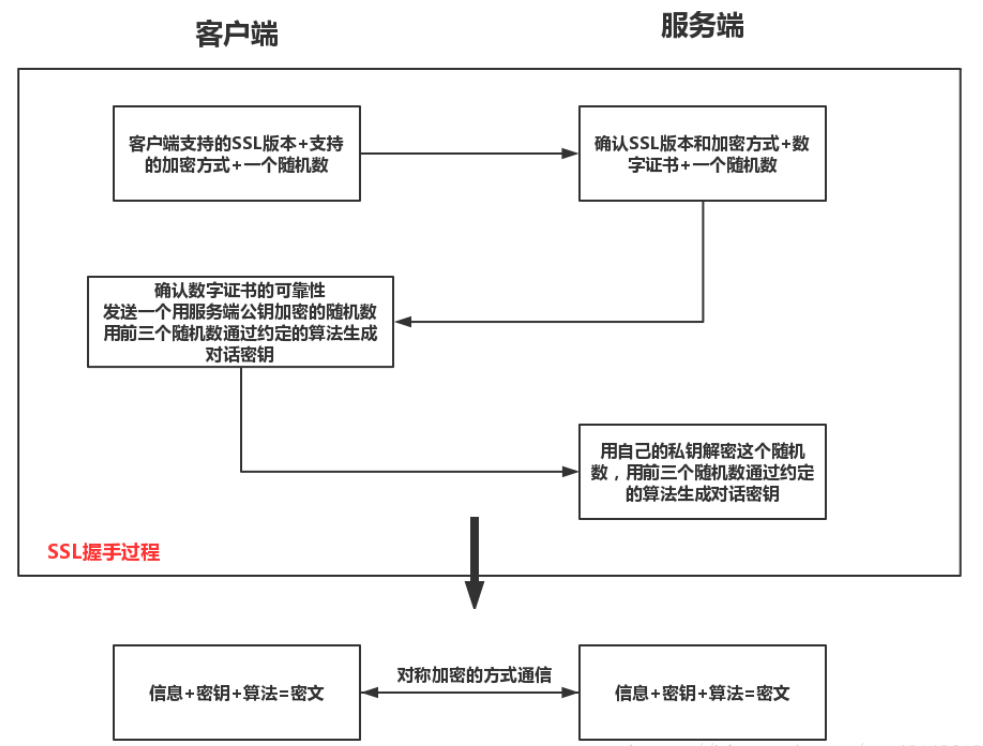 客户端
服务端
客户端支持的SSL版本+支持
的加密方式+一个随机数
确认SSL版本和加密方式+数
字证书+一个随机数
确认数字证书的可靠性
发送一个用服务端公钥加密的随机数
用前三个随机数通过约定的算法生成
对话密钥
用自己的私钥解密这个随机
数，用前三个随机数通过约定
的算法生成对话密钥
SSL握手过程
对称加密的方式通信
信息+密钥+算法=密文
信息+密钥+算法=密文